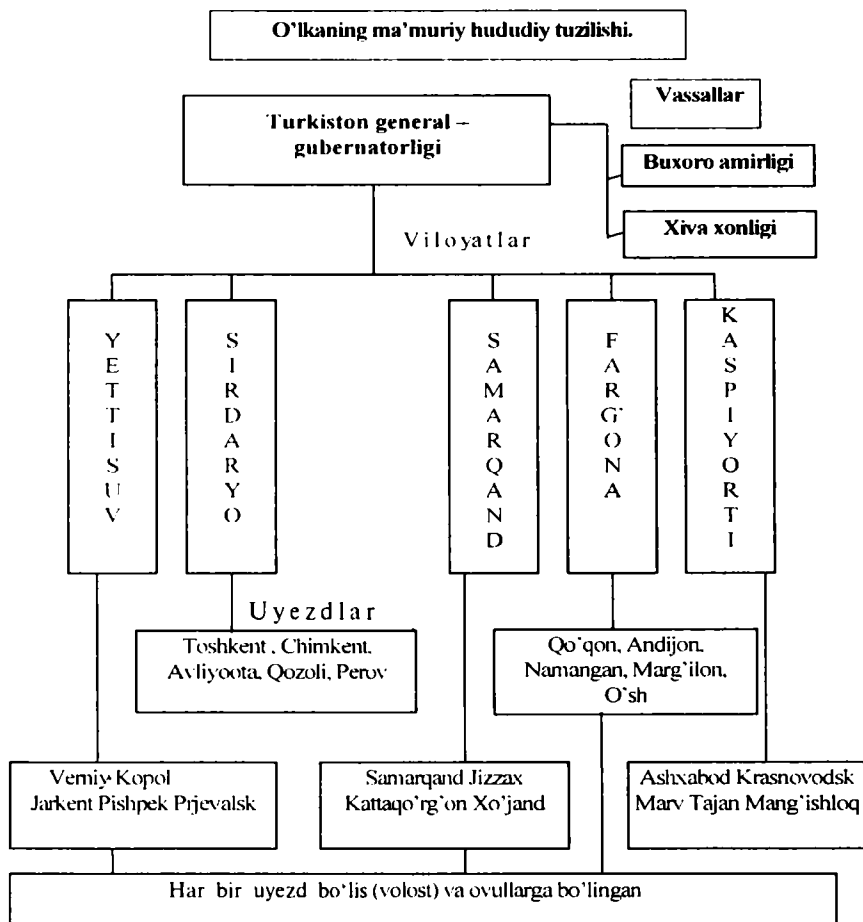 O'lkaning ma'muriy hududiy tuzilishi.
Vassallar
Turkiston general –
gubernatorligi
Buxoro amirligi
Xiva xonligi
Viloyatlar
YETTISUV
SIRDARYO
SAMARQAND
FARG'ONA
KASPIYORTI
Uyezdlar
Toshkent , Chimkent,
Avliyoota, Qozoli, Perov
Qo'qon, Andijon,
Namangan, Marg'ilon,
O'sh
Verniy Kopol
Jarkent Pishpek Prjevalsk
Samarqand Jizzax
Kattaqo'rg'on Xo'jand
Ashxabod Krasnovodsk
Marv Tajan Mang'ishloq
Har bir uyezd bo'lis (volost) va ovullarga bo'lingan